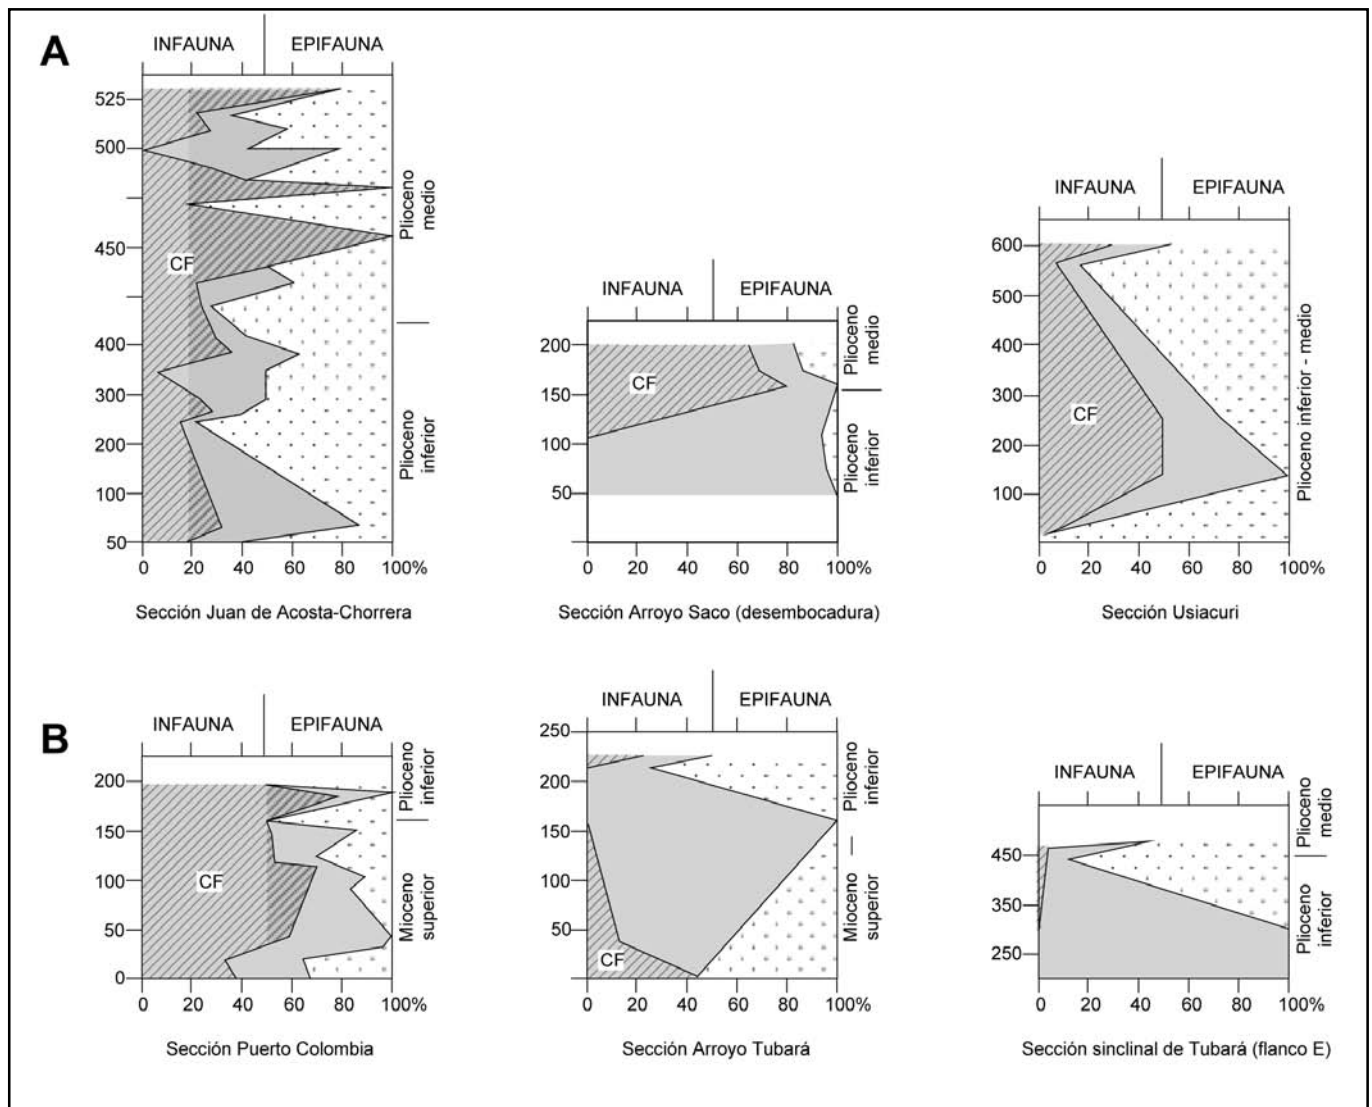 A
INFAUNA EPIFAUNA
525
500
450
400
300
200
100
50
CF
Plioceno medio
Plioceno inferior
0 20 40 60 80 100%
Sección Juan de Acosta-Chorrera
INFAUNA EPIFAUNA
200
150
100
50
CF
Plioceno medio
Plioceno inferior
0 20 40 60 80 100%
Sección Arroyo Saco (desembocadura)
INFAUNA EPIFAUNA
600
500
400
300
200
100
CF
Plioceno inferior - medio
0 20 40 60 80 100%
Sección Usiacuri
B
INFAUNA EPIFAUNA
200
150
100
50
0
CF
Plioceno inferior
Mioceno superior
0 20 40 60 80 100%
Sección Puerto Colombia
INFAUNA EPIFAUNA
250
200
150
100
50
CF
Plioceno inferior
Mioceno superior
0 20 40 60 80 100%
Sección Arroyo Tubará
INFAUNA EPIFAUNA
450
350
250
Plioceno medio
Plioceno inferior
0 20 40 60 80 100%
Sección sinclinal de Tubará (flanco E)